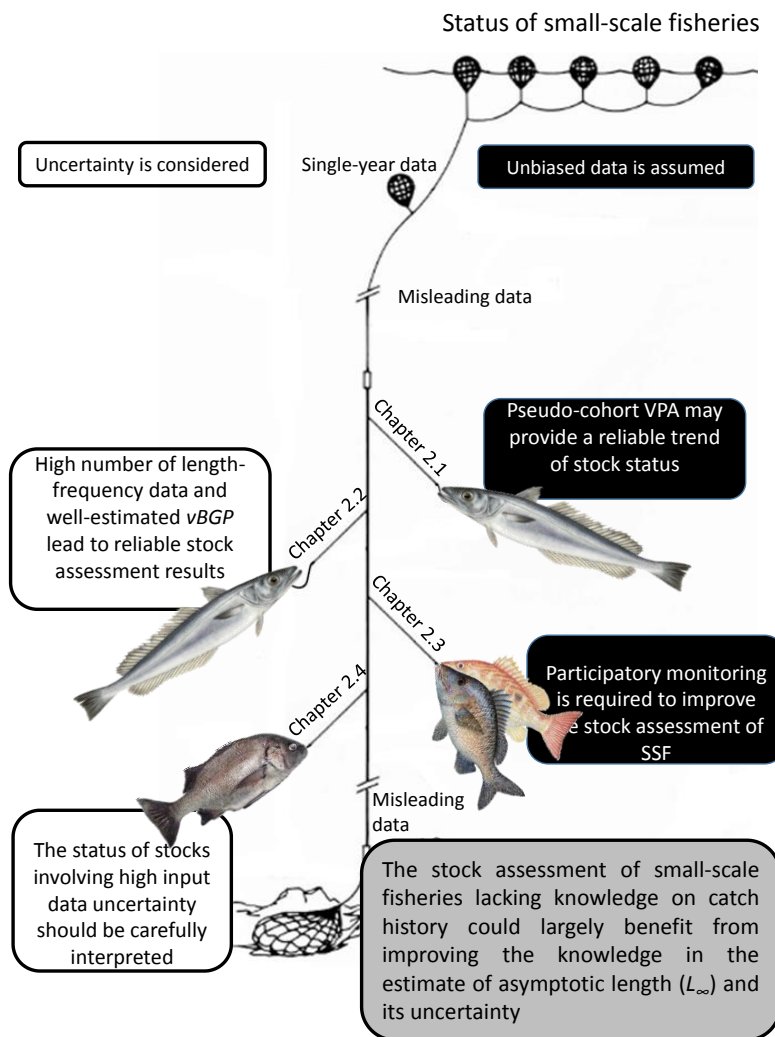 Status of small-scale fisheries
Uncertainty is considered
Single-year data
Unbiased data is assumed
Misleading data
Chapter 2.1
Pseudo-cohort VPA may
provide a reliable trend
of stock status
High number of length-
frequency data and
well-estimated vBGP
lead to reliable stock
assessment results
Chapter 2.2
Chapter 2.3
Participatory monitoring
is required to improve
stock assessment of
SSF
Chapter 2.4
Misleading
data
The status of stocks
involving high input
data uncertainty
should be carefully
interpreted
The stock assessment of small-scale
fisheries lacking knowledge on catch
history could largely benefit from
improving the knowledge in the
estimate of asymptotic length (L∞) and
its uncertainty